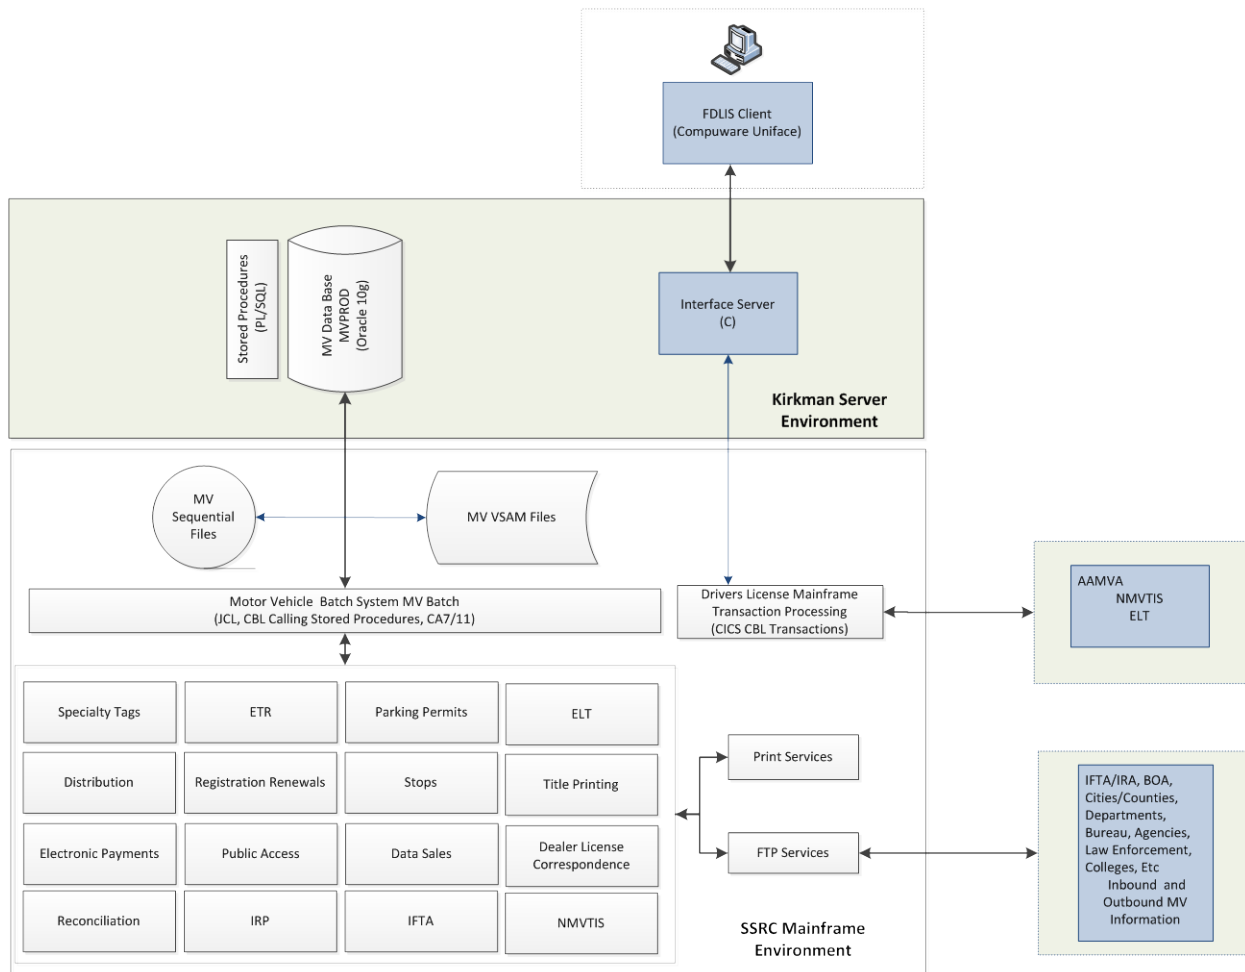 FDLIS Client
(Compuware Uniface)
Stored Procedures
(PL/SQL)
MV Data Base
MVPROD
(Oracle 10g)
Interface Server
(C)
Kirkman Server
Environment
MV
Sequential
Files
MV VSAM Files
Motor Vehicle Batch System MV Batch
(JCL, CBL Calling Stored Procedures, CA7/11)
Drivers License Mainframe
Transaction Processing
(CICS CBL Transactions)
AAMVA
NMVTIS
ELT
Specialty Tags
ETR
Parking Permits
ELT
Distribution
Registration Renewals
Stops
Title Printing
Electronic Payments
Public Access
Data Sales
Dealer License
Correspondence
Reconciliation
IRP
IFTA
NMVTIS
Print Services
FTP Services
IFTA/IRA, BOA,
Cities/Counties,
Departments,
Bureau, Agencies,
Law Enforcement,
Colleges, Etc
Inbound and
Outbound MV
Information
SSRC Mainframe
Environment